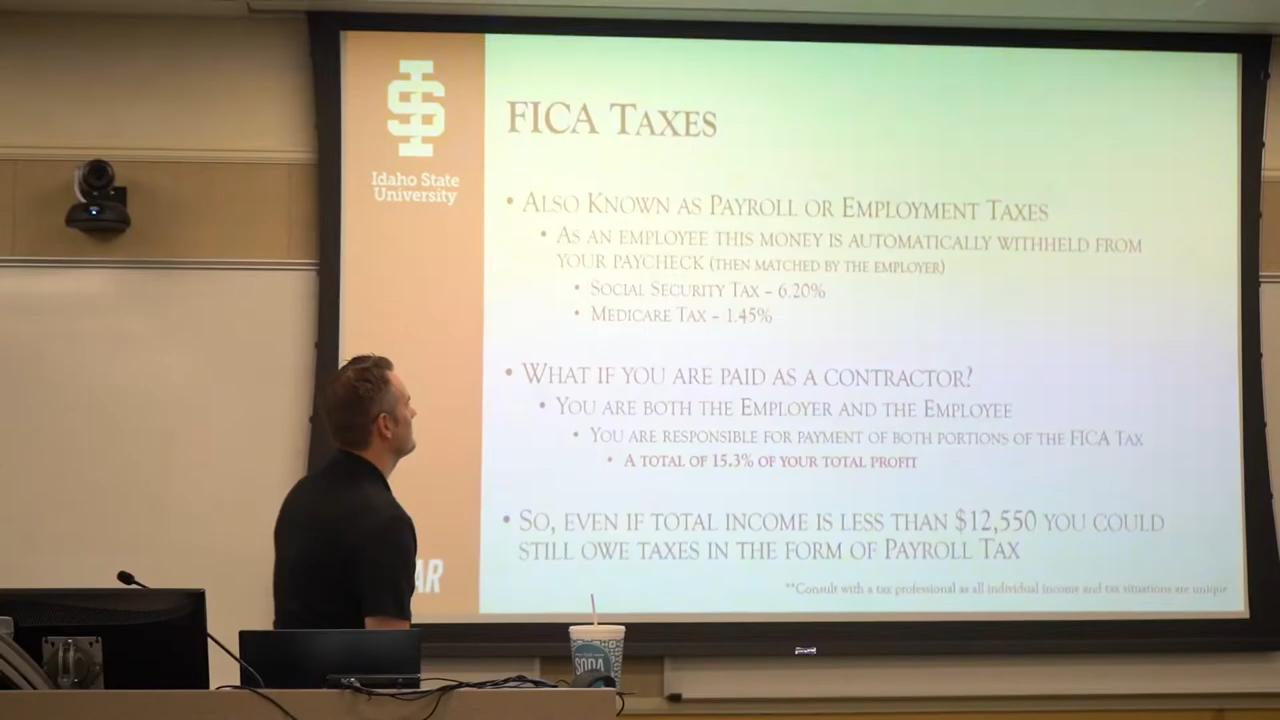 IS
Idaho State
University
FICA TAXES
• ALSO KNOWN AS PAYROLL OR EMPLOYMENT TAXES
• AS AN EMPLOYEE THIS MONEY IS AUTOMATICALLY WITHHELD FROM
YOUR PAYCHECK (THEN MATCHED BY THE EMPLOYER)
• SOCIAL SECURITY TAX – 6.20%
• MEDICARE TAX – 1.45%
• WHAT IF YOU ARE PAID AS A CONTRACTOR?
• YOU ARE BOTH THE EMPLOYER AND THE EMPLOYEE
• YOU ARE RESPONSIBLE FOR PAYMENT OF BOTH PORTIONS OF THE FICA TAX
• A TOTAL OF 15.3% OF YOUR TOTAL PROFIT
• SO, EVEN IF TOTAL INCOME IS LESS THAN $12,550 YOU COULD
STILL OWE TAXES IN THE FORM OF PAYROLL TAX
**Consult with a tax professional as all individual income and tax situations are unique
AR
SODA